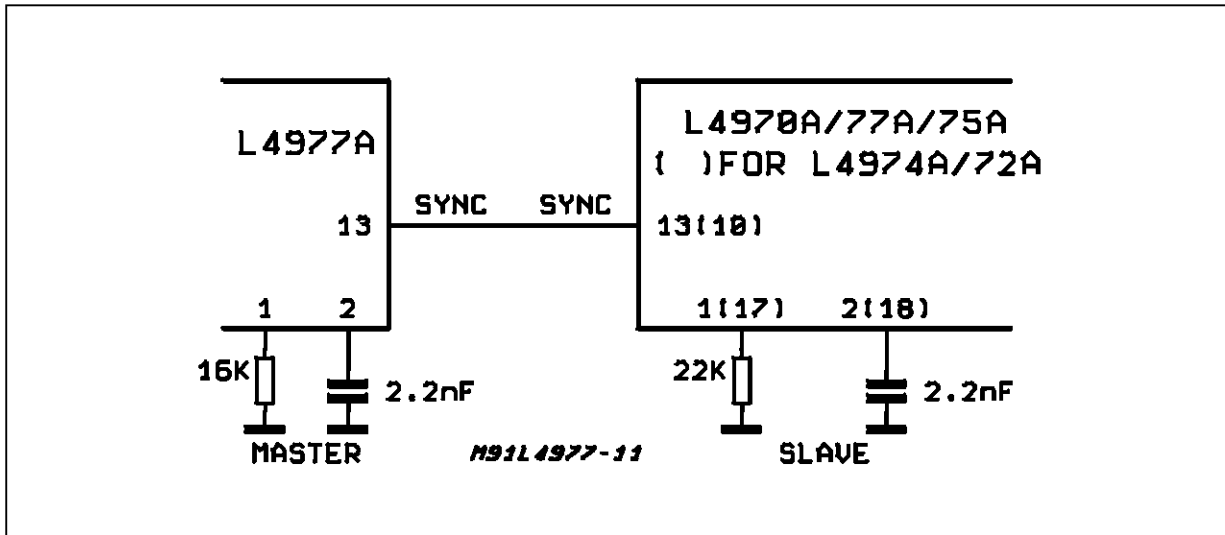 L4977A
L4970A/77A/75A
( )FOR L4974A/72A
SYNC SYNC
13
13(10)
1 2
1(17) 2(18)
16K
2.2nF
22K
2.2nF
MASTER
M91L4977-11
SLAVE